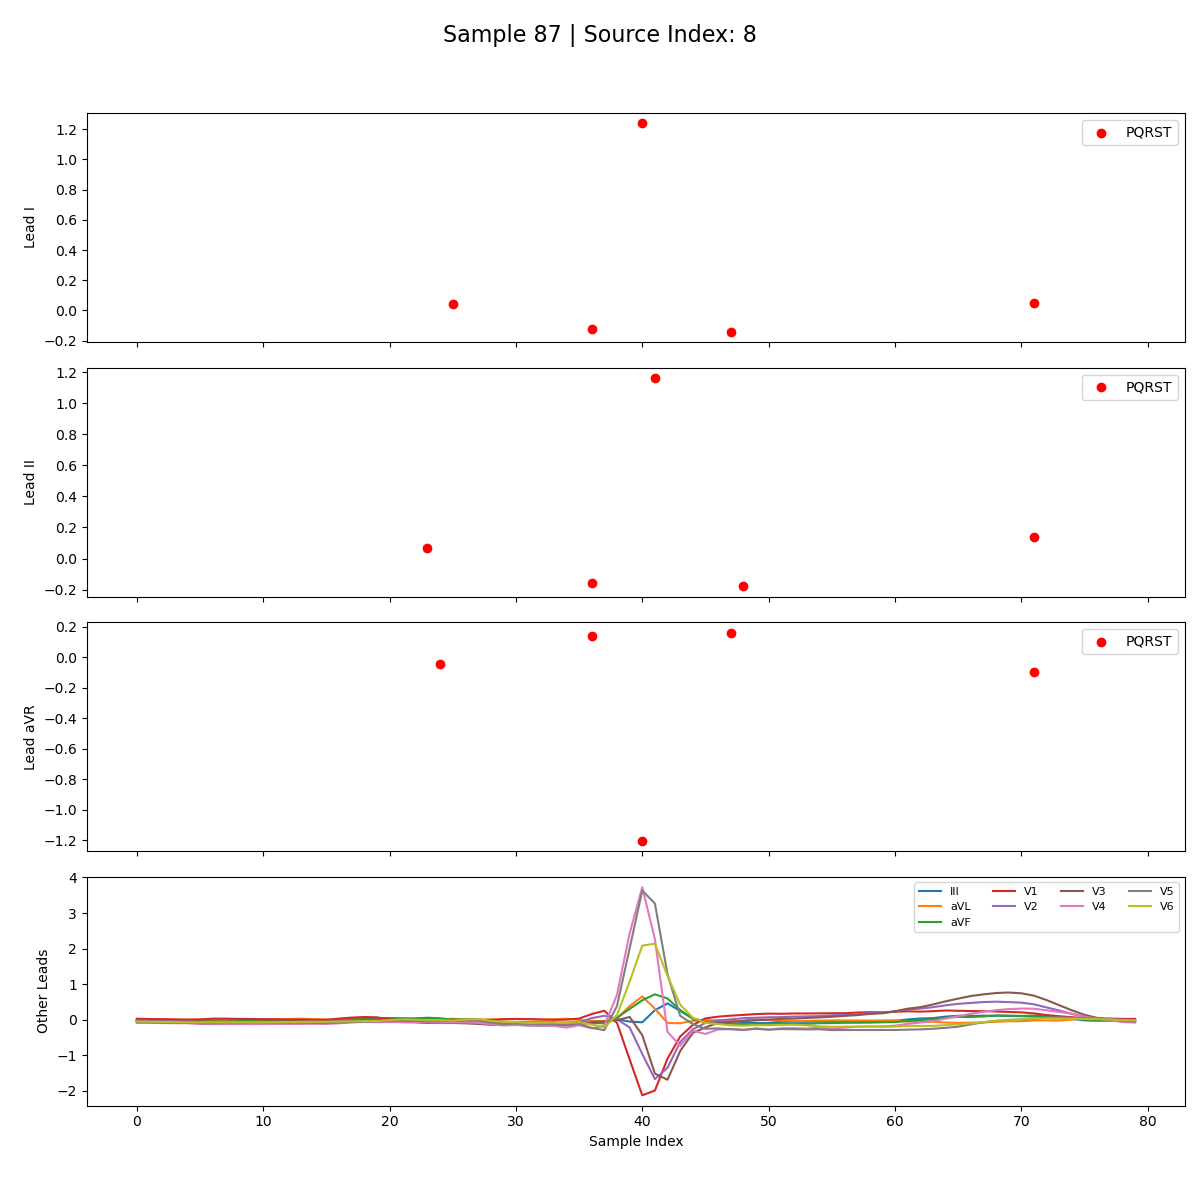 Sample 87 | Source Index: 8
1.2
1.0
0.8
0.6
0.4
0.2
0.0
−0.2
Lead I
PQRST
1.2
1.0
0.8
0.6
0.4
0.2
0.0
−0.2
Lead II
PQRST
0.2
0.0
−0.2
−0.4
−0.6
−0.8
−1.0
−1.2
Lead aVR
PQRST
4
3
2
1
0
−1
−2
Other Leads
III V1 V3 V5
aVL V2 V4 V6
aVF
0 10 20 30 40 50 60 70 80
Sample Index